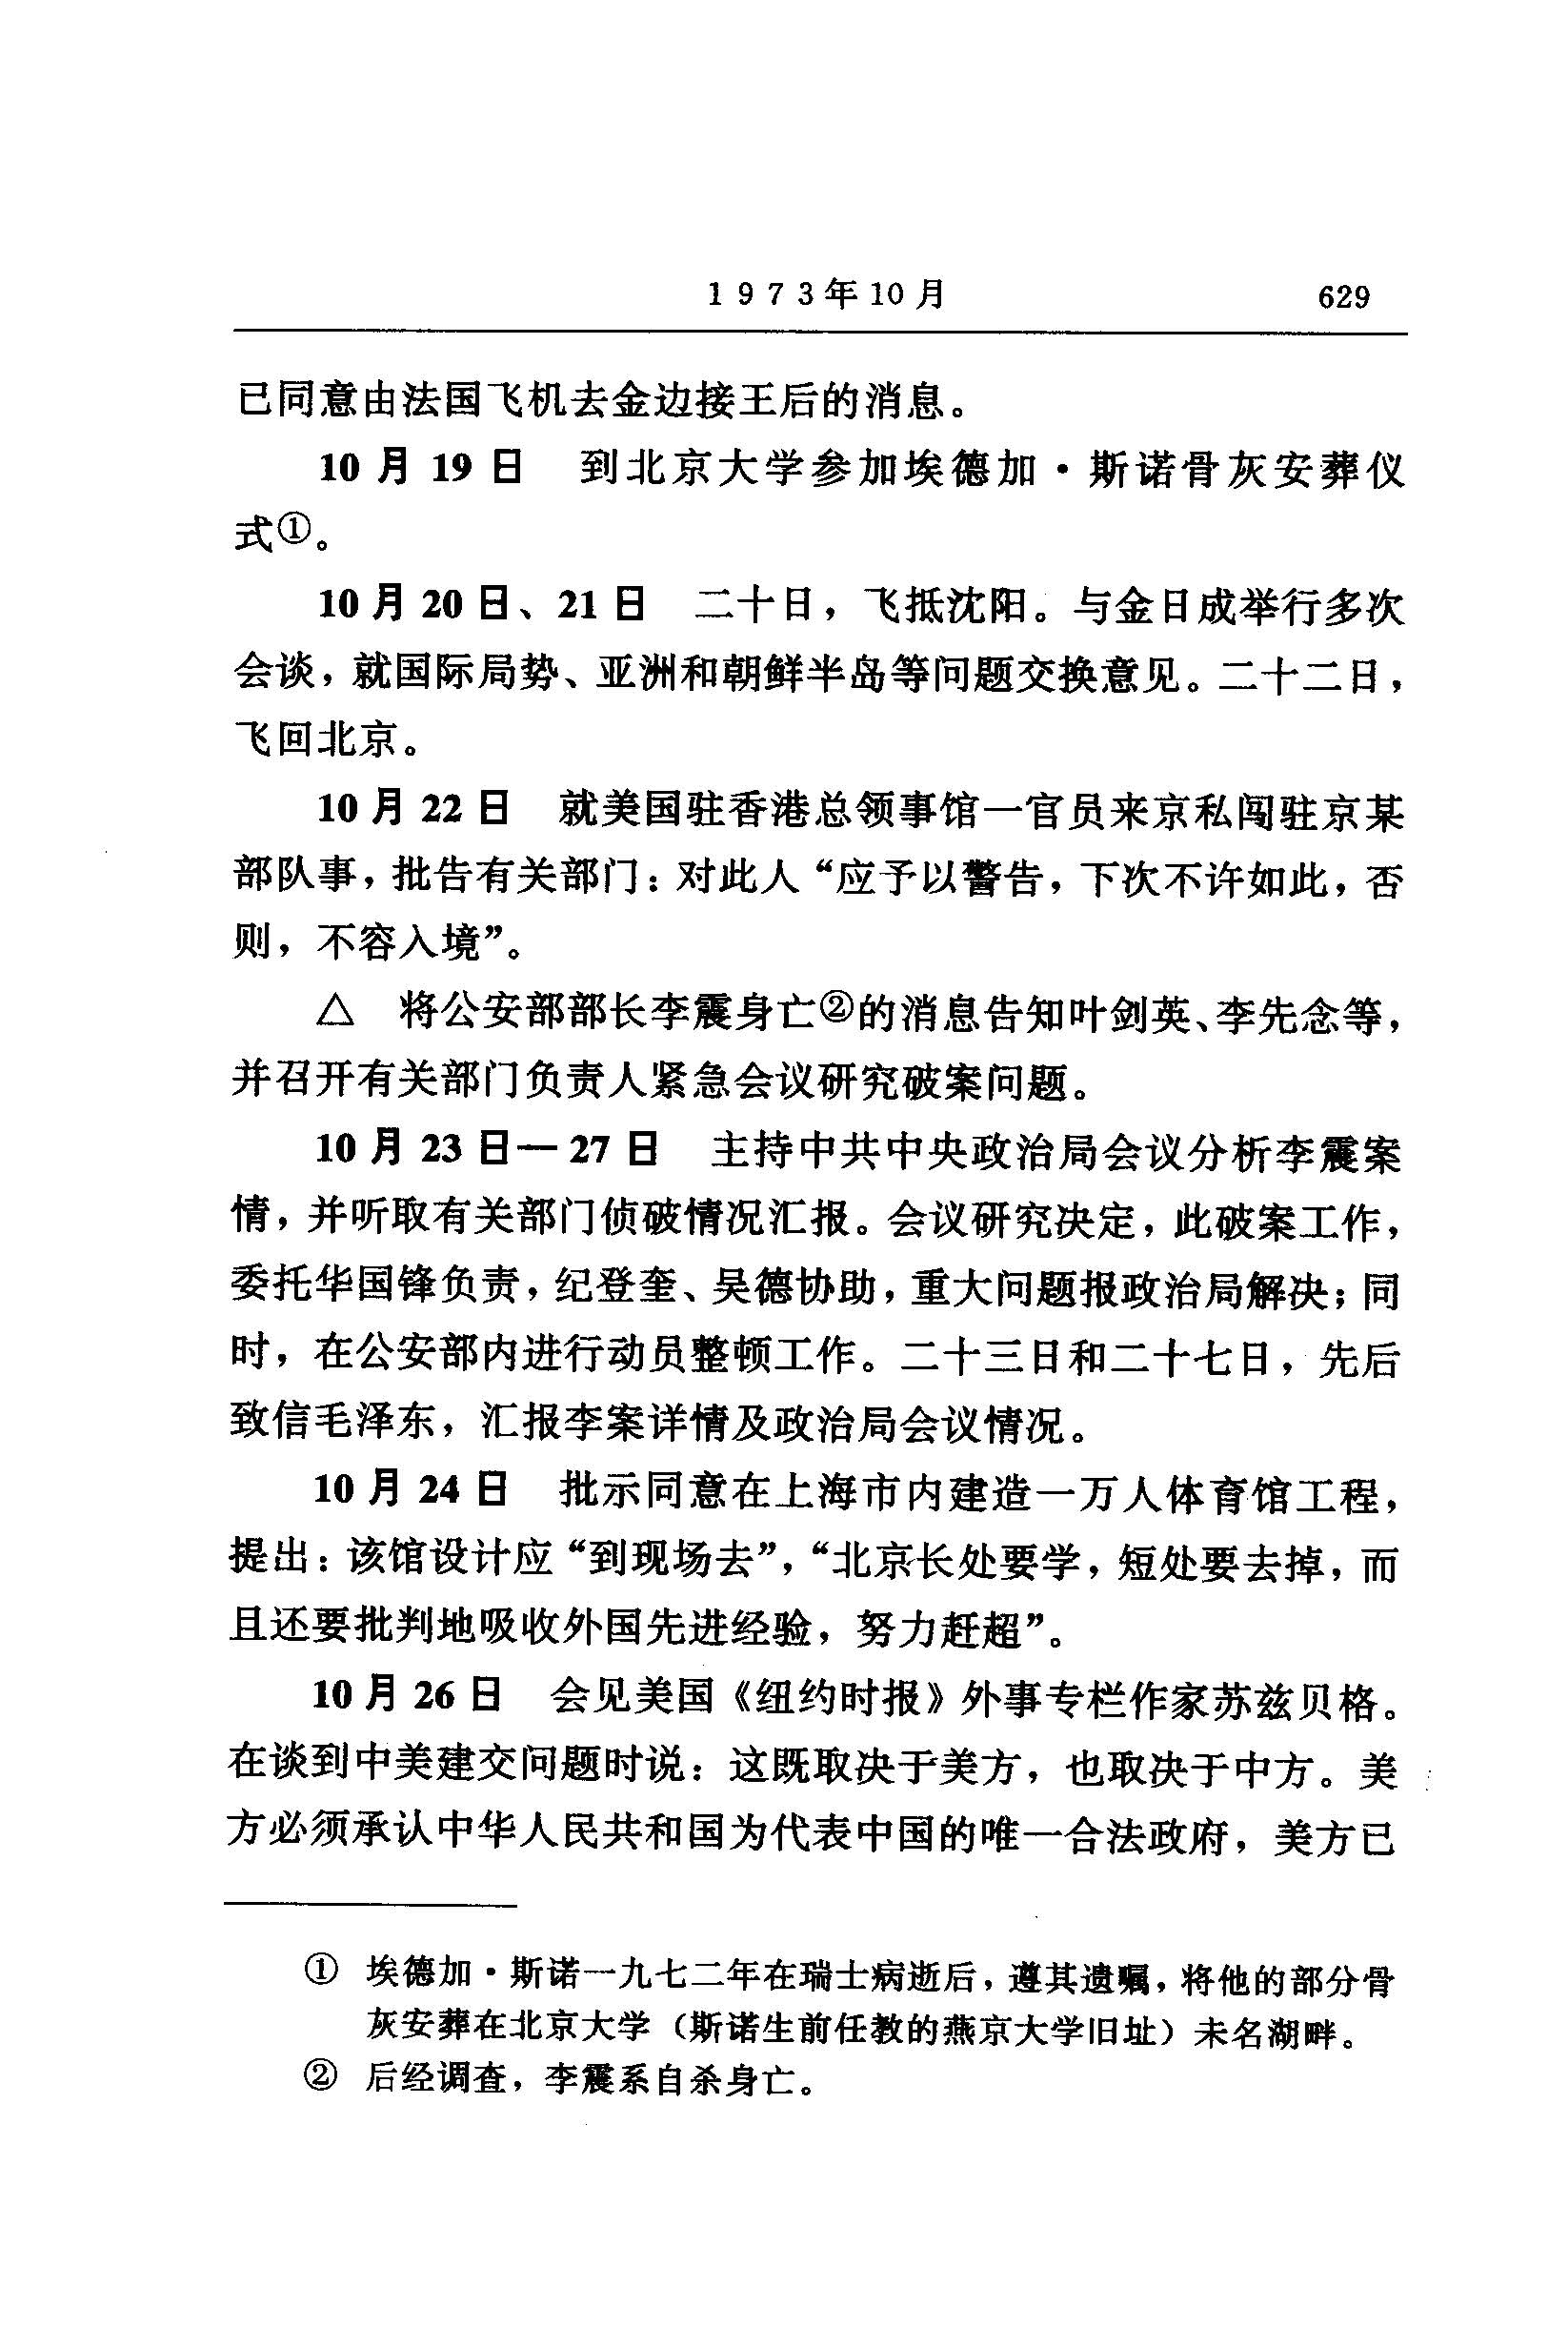 1973年10月 629
已同意由法国飞机去金边接王后的消息。
10月19日 到北京大学参加埃德加·斯诺骨灰安葬仪
式①。
10月20日、21日 二十日，飞抵沈阳。与金日成举行多次
会谈，就国际局势、亚洲和朝鲜半岛等问题交换意见。二十二日，
飞回北京。
10月22日 就美国驻香港总领事馆一官员来京私闯驻京某
部队事，批告有关部门：对此人“应予以警告，下次不许如此，否
则，不容入境”。
△ 将公安部部长李震身亡②的消息告知叶剑英、李先念等，
并召开有关部门负责人紧急会议研究破案问题。
10月23日—27日 主持中共中央政治局会议分析李震案
情，并听取有关部门侦破情况汇报。会议研究决定，此破案工作，
委托华国锋负责，纪登奎、吴德协助，重大问题报政治局解决；同
时，在公安部内进行动员整顿工作。二十三日和二十七日，先后
致信毛泽东，汇报李案详情及政治局会议情况。
10月24日 批示同意在上海市内建造一万人体育馆工程，
提出：该馆设计应“到现场去”，“北京长处要学，短处要去掉，而
且还要批判地吸收外国先进经验，努力赶超”。
10月26日 会见美国《纽约时报》外事专栏作家苏兹贝格。
在谈到中美建交问题时说：这既取决于美方，也取决于中方。美
方必须承认中华人民共和国为代表中国的唯一合法政府，美方已
① 埃德加·斯诺一九七二年在瑞士病逝后，遵其遗嘱，将他的部分骨
灰安葬在北京大学（斯诺生前任教的燕京大学旧址）未名湖畔。
② 后经调查，李震系自杀身亡。